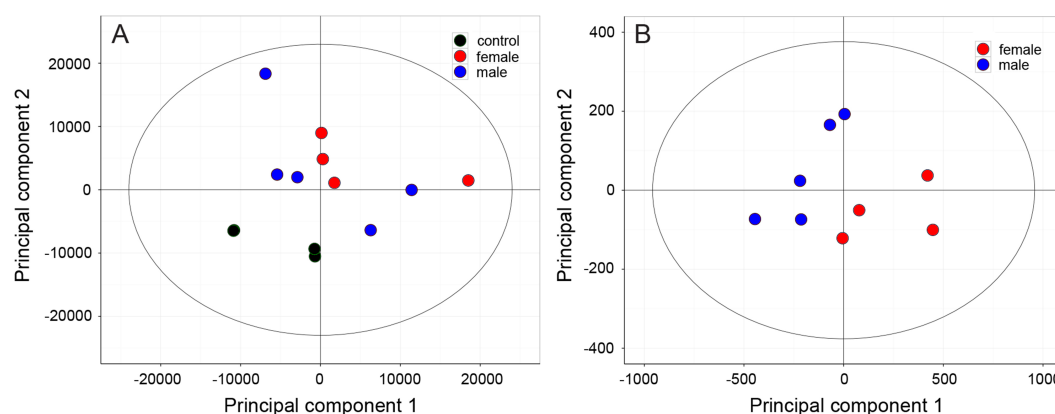 A
control
female
male
20000
10000
0
-10000
-20000
Principal component 2
-20000
-10000
0
10000
20000
Principal component 1
B
female
male
400
200
0
-200
-400
Principal component 2
-1000
-500
0
500
Principal component 1